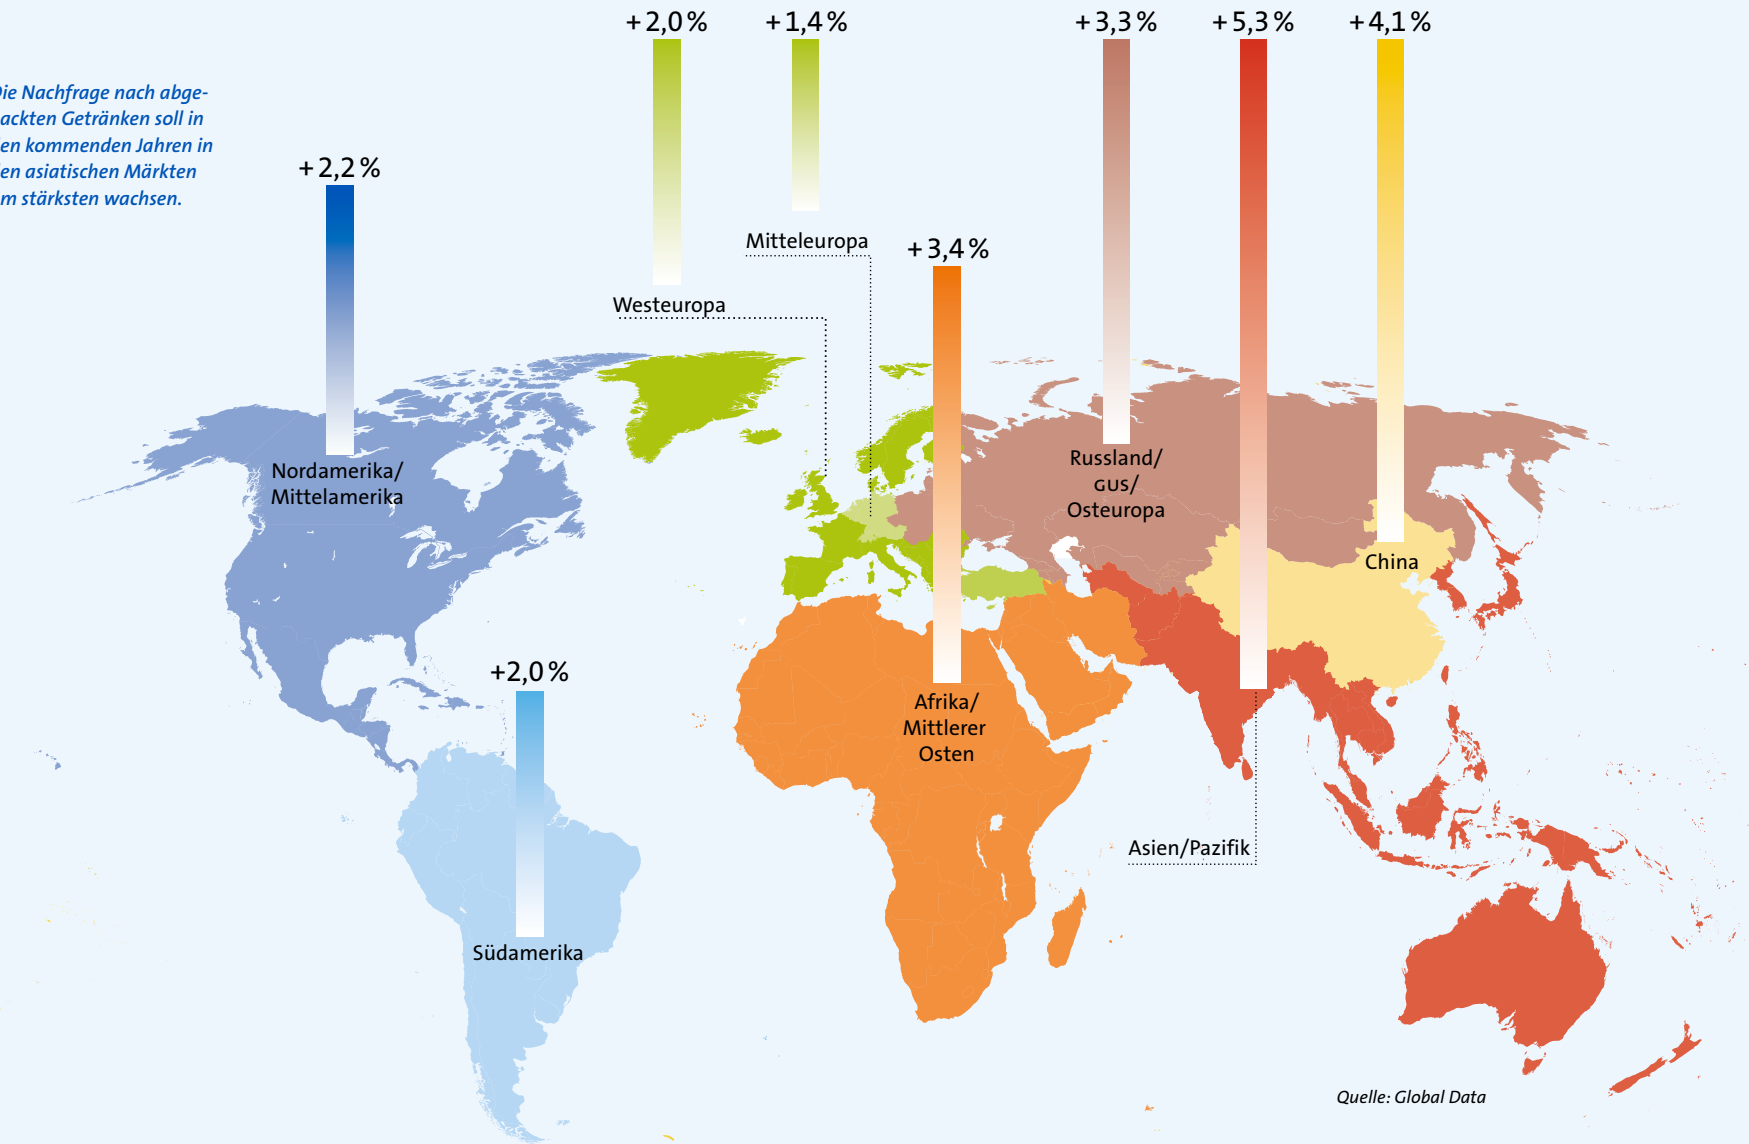 +2,0 %
+1,4 %
+3,3 %
+5,3 %
+4,1 %
Die Nachfrage nach abge-
ackten Getränken soll in
en kommenden Jahren in
en asiatischen Märkten
m stärksten wachsen.
+2,2 %
Mitteleuropa
+3,4 %
Westeuropa
Nordamerika/
Mittelamerika
Russland/
GUS/
Osteuropa
China
+2,0 %
Afrika/
Mittlerer
Osten
Asien/Pazifik
Südamerika
Quelle: Global Data